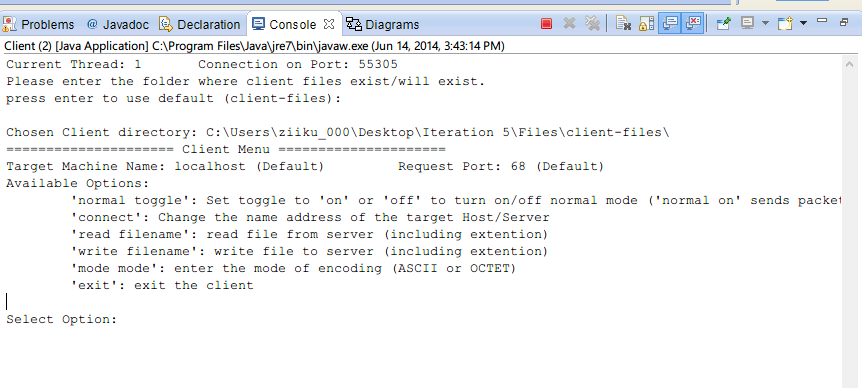 Problems @ Javadoc Declaration Console Diagrams
Client (2) [Java Application] C:\Program Files\Java\jre7\bin\javaw.exe (Jun 14, 2014, 3:43:14 PM)
Current Thread: 1 Connection on Port: 55305
Please enter the folder where client files exist/will exist.
press enter to use default (client-files):
Chosen Client directory: C:\Users\ziiku_000\Desktop\Iteration 5\Files\client-files\
===================== Client Menu =====================
Target Machine Name: localhost (Default) Request Port: 68 (Default)
Available Options:
'normal toggle': Set toggle to 'on' or 'off' to turn on/off normal mode ('normal on' sends packet
'connect': Change the name address of the target Host/Server
'read filename': read file from server (including extention)
'write filename': write file to server (including extention)
'mode mode': enter the mode of encoding (ASCII or OCTET)
'exit': exit the client
Select Option: